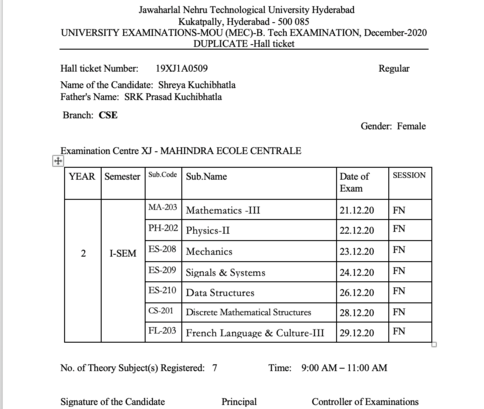 Jawaharlal Nehru Technological University Hyderabad
Kukatpally, Hyderabad - 500 085
UNIVERSITY EXAMINATIONS-MOU (MEC)-B. Tech EXAMINATION, December-2020
DUPLICATE -Hall ticket
Hall ticket Number: 19XJ1A0509 Regular
Name of the Candidate: Shreya Kuchibhatla
Father's Name: SRK Prasad Kuchibhatla
Branch: CSE
Gender: Female
Examination Centre XJ - MAHINDRA ECOLE CENTRALE
YEAR Semester Sub.Code Sub.Name Date of Exam SESSION
2 I-SEM
MA-203 Mathematics -III 21.12.20 FN
PH-202 Physics-II 22.12.20 FN
ES-208 Mechanics 23.12.20 FN
ES-209 Signals & Systems 24.12.20 FN
ES-210 Data Structures 26.12.20 FN
CS-201 Discrete Mathematical Structures 28.12.20 FN
FL-203 French Language & Culture-III 29.12.20 FN
No. of Theory Subject(s) Registered: 7 Time: 9:00 AM – 11:00 AM
Signature of the Candidate Principal Controller of Examinations